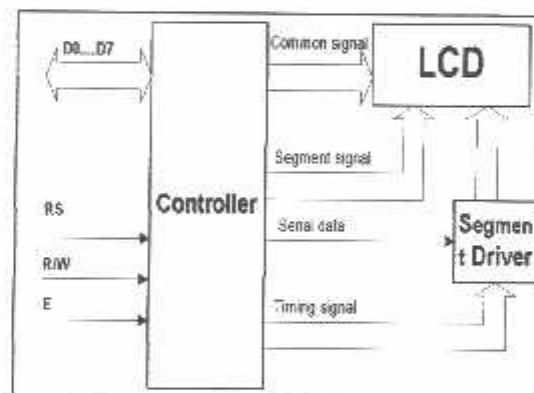 D0....D7
Common signal
LCD
Segment signal
Controller
RS
Serial data
Segmen
t Driver
R/W
E
Timing signal